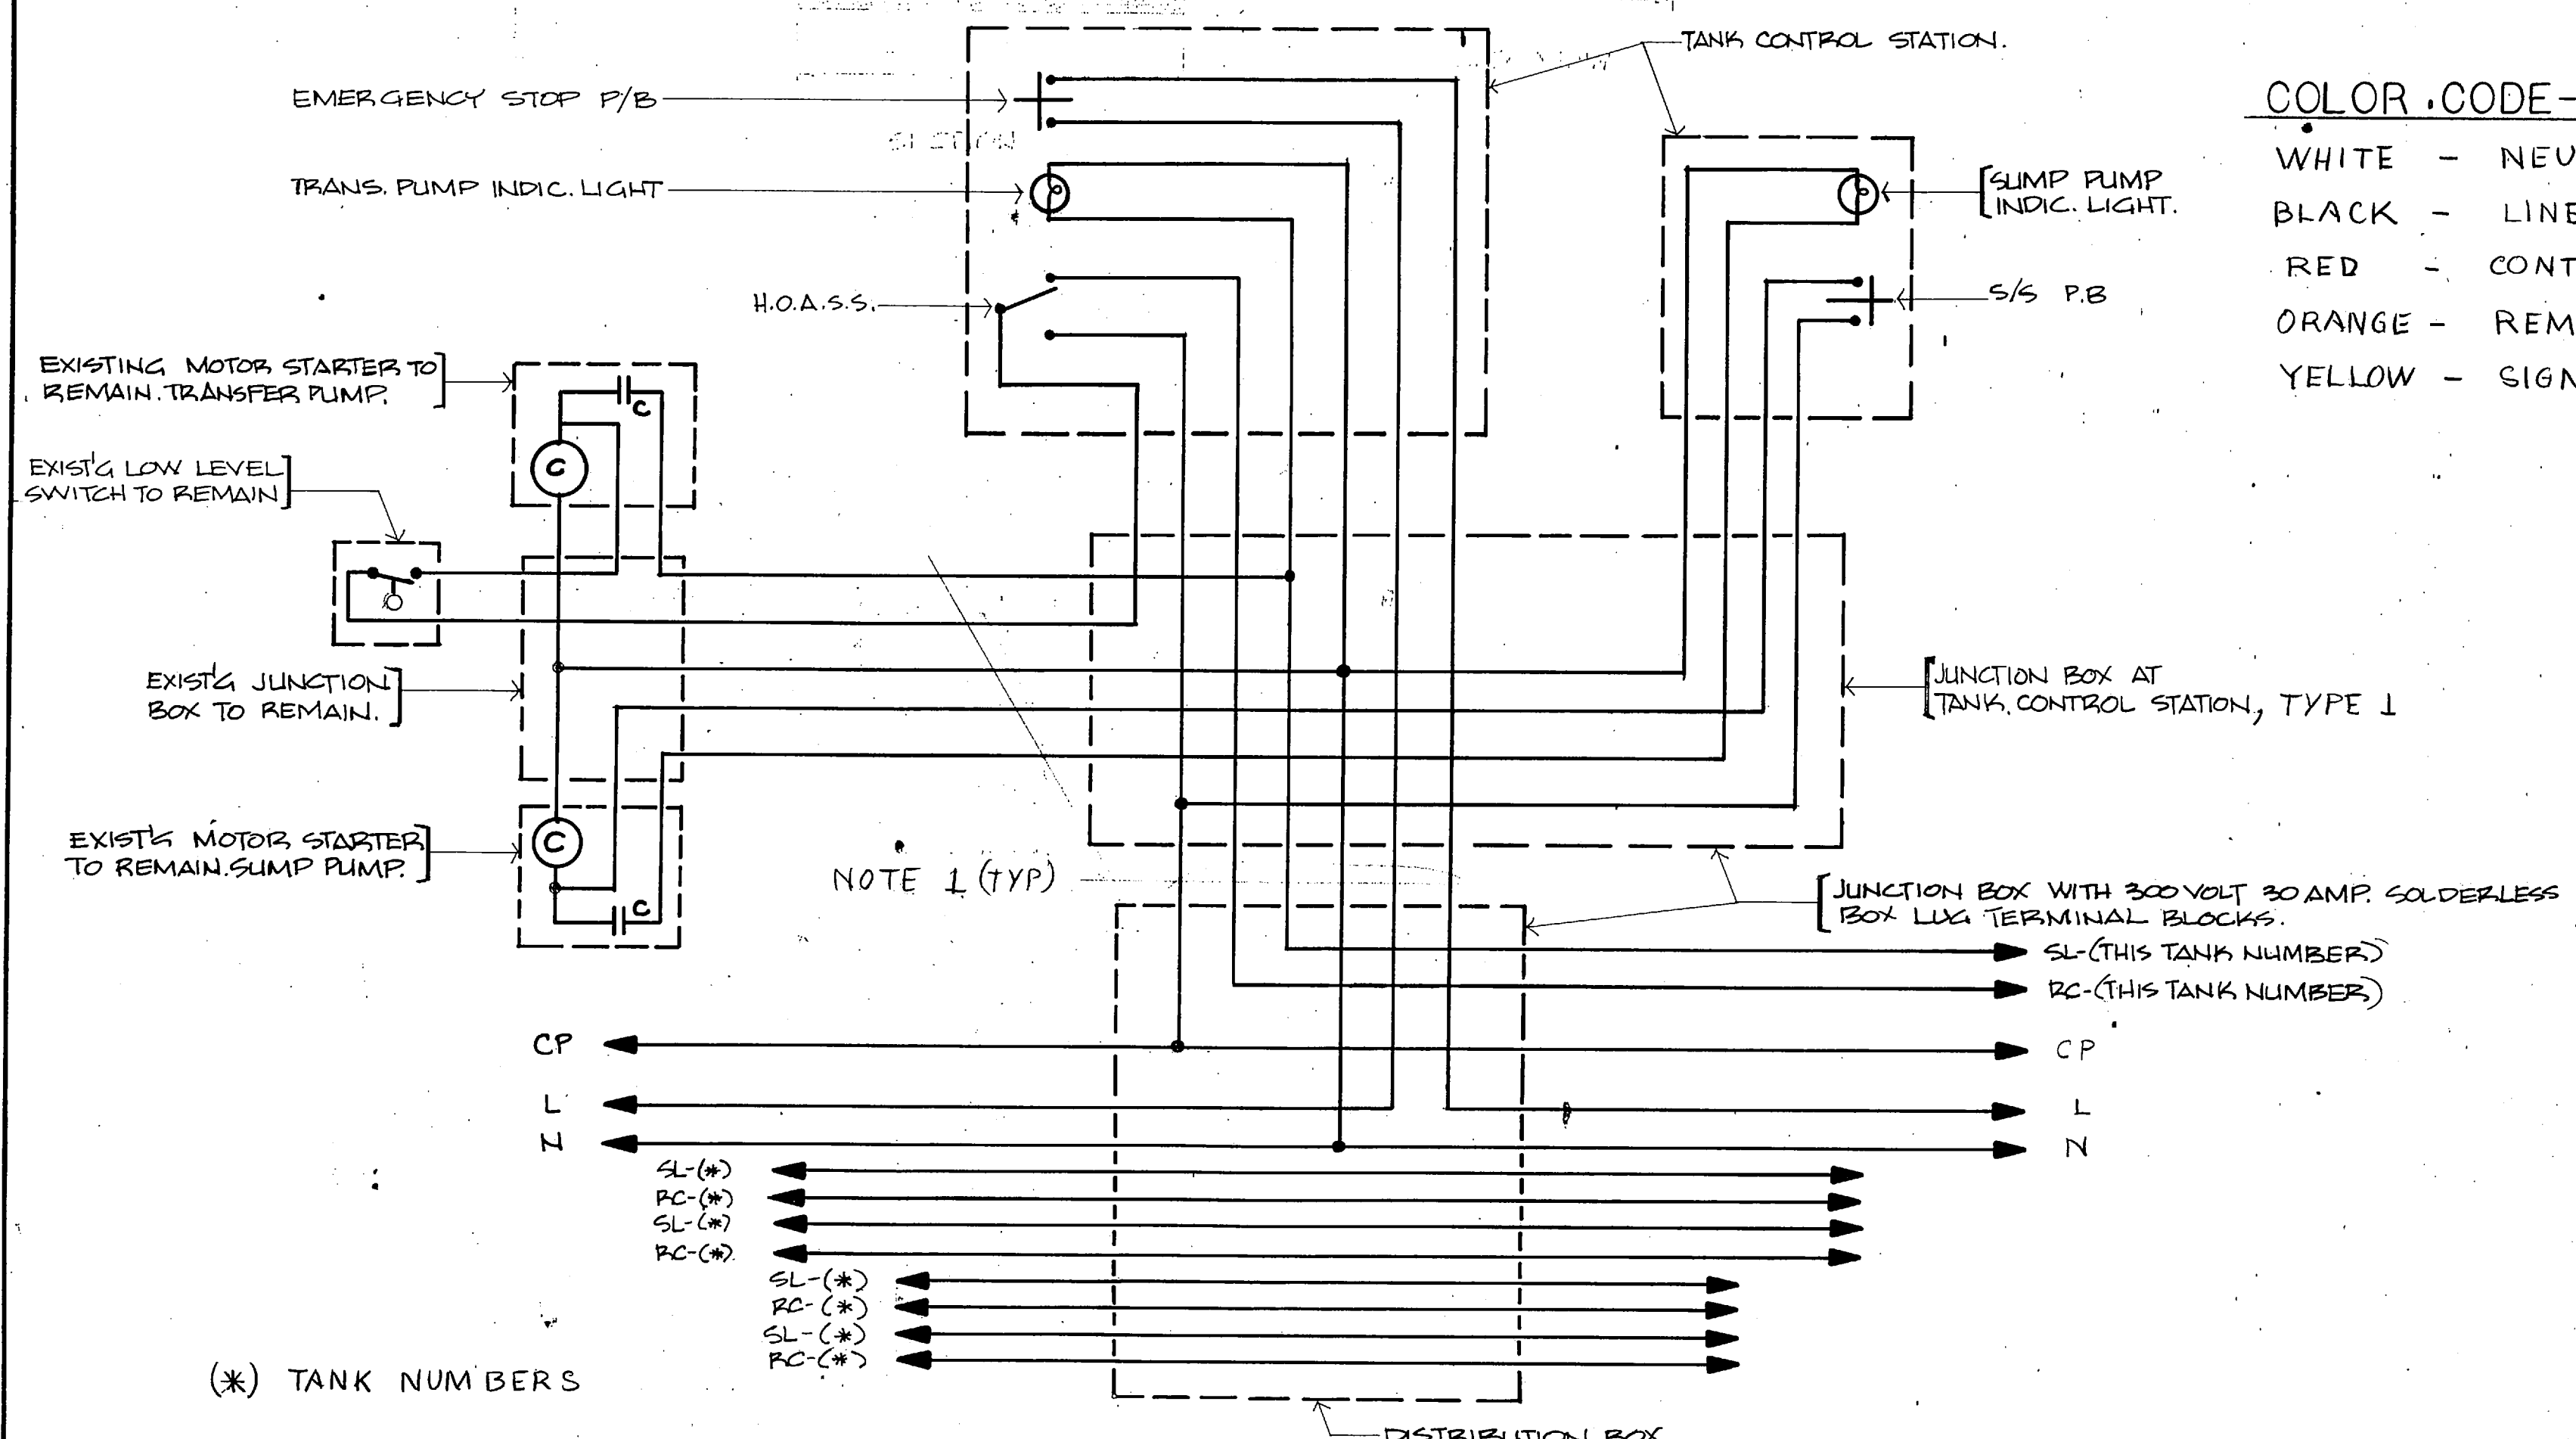 TANK CONTROL STATION.
EMERGENCY STOP P/B
TRANS. PUMP INDIC. LIGHT
H.O.A.S.S.
SUMP PUMP
INDIC. LIGHT.
S/S P.B
COLOR CODE-
WHITE - NEU
BLACK - LINE
RED - CONT
ORANGE - REM
YELLOW - SIGN
EXISTING MOTOR STARTER TO
REMAIN. TRANSFER PUMP.
C
C
EXIST'G LOW LEVEL
SWITCH TO REMAIN
EXIST'G JUNCTION
BOX TO REMAIN.
JUNCTION BOX AT
TANK CONTROL STATION, TYPE 1
EXIST'G MOTOR STARTER
TO REMAIN. SUMP PUMP.
C
C
NOTE 1 (TYP)
JUNCTION BOX WITH 300 VOLT 30 AMP. SOLDERLESS
BOX LUG TERMINAL BLOCKS.
SL-(THIS TANK NUMBER)
RC-(THIS TANK NUMBER)
CP
CP
L
L
N
N
SL-(*)
RC-(*)
SL-(*)
RC-(*)
SL-(*)
RC-(*)
SL-(*)
RC-(*)
(*) TANK NUMBERS
DISTRIBUTION BOX